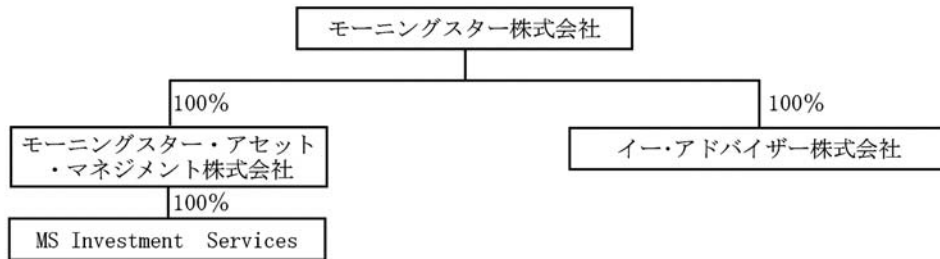 モーニングスター株式会社
100%
100%
モーニングスター・アセット
・マネジメント株式会社
イー・アドバイザー株式会社
100%
MS Investment Services